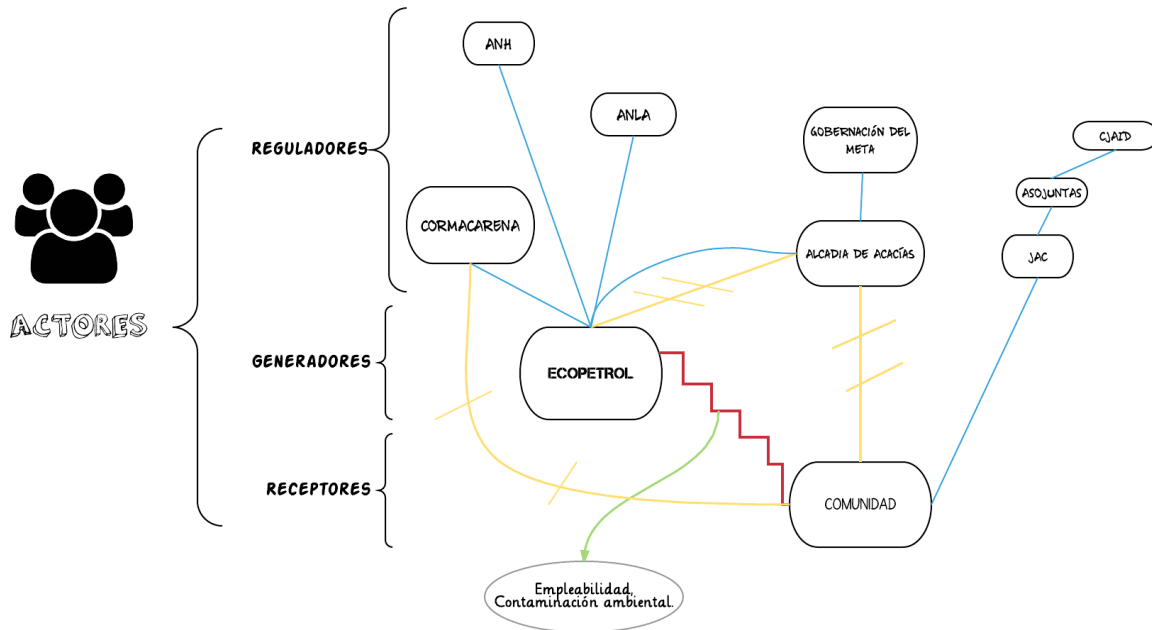 ANH
ANLA
GOBERNACIÓN DEL
META
CJAID
REGULADORES
ASOJUNTAS
CORMACARENA
ALCADIA DE ACACÍAS
JAC
ACTORES
GENERADORES
ECOPETROL
RECEPTORES
COMUNIDAD
Empleabilidad,
Contaminación ambiental.